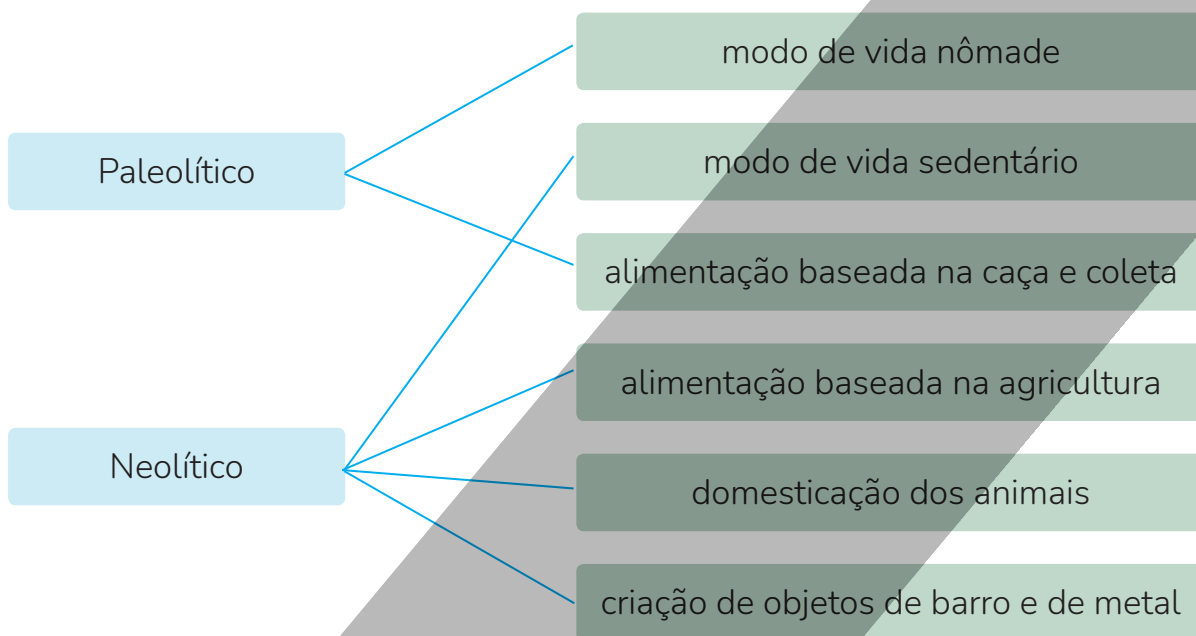 Paleolítico
Neolítico
modo de vida nômade
modo de vida sedentário
alimentação baseada na caça e coleta
alimentação baseada na agricultura
domesticação dos animais
criação de objetos de barro e de metal